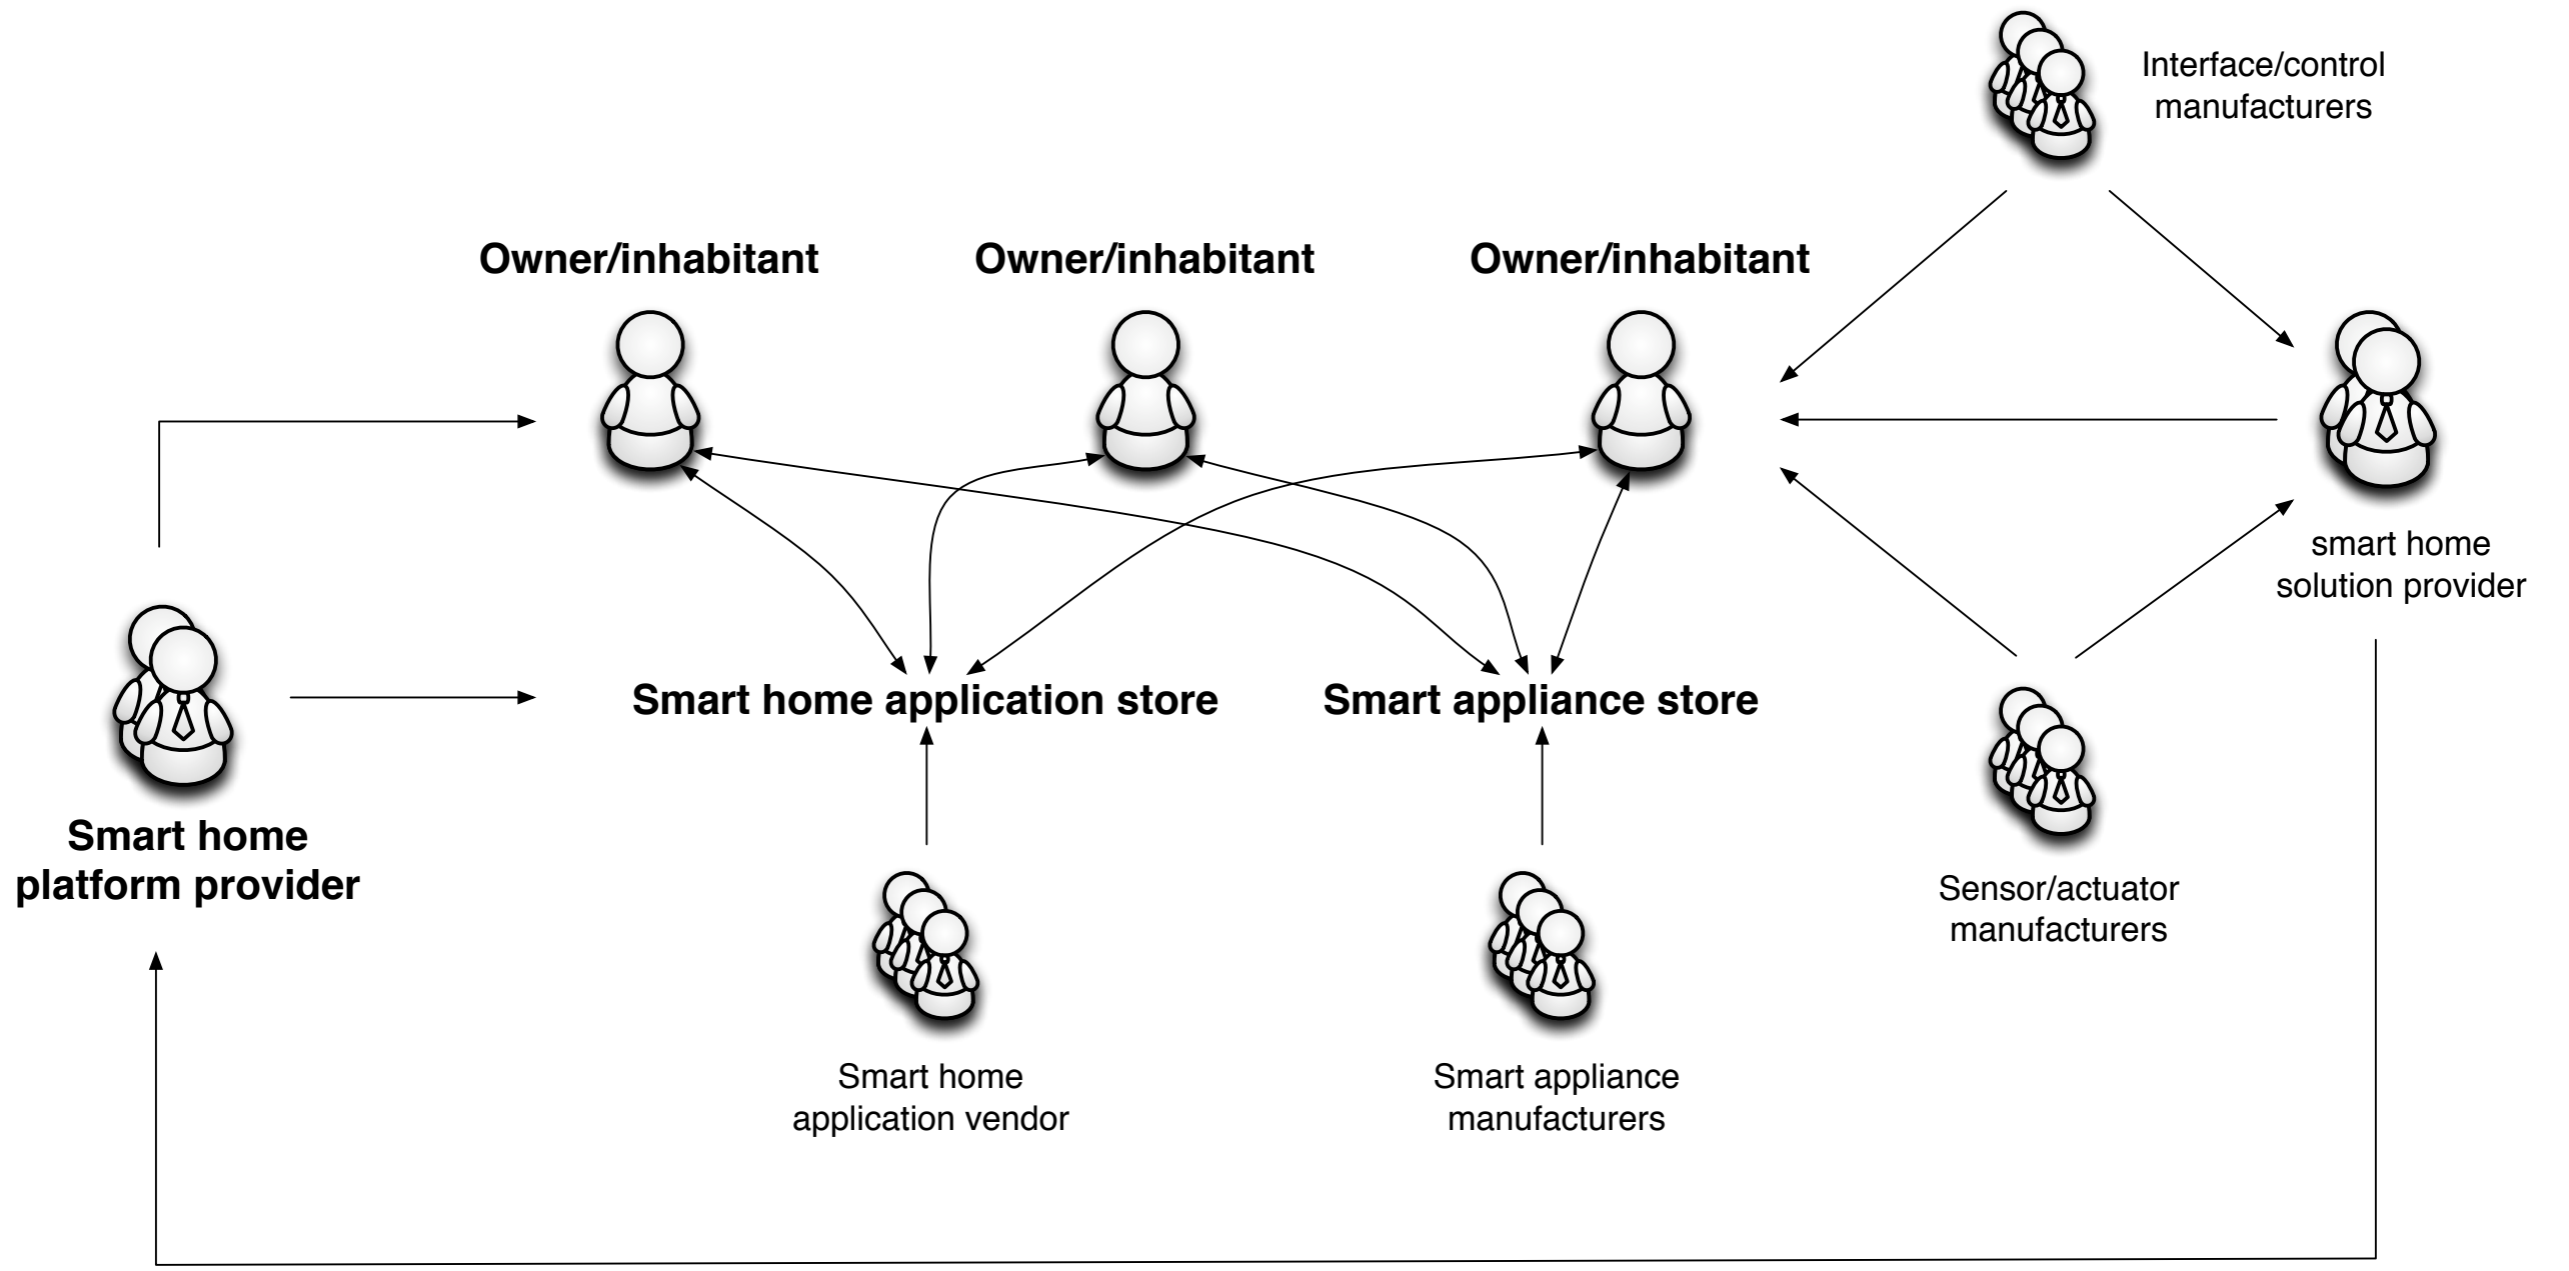 Interface/control
manufacturers
Owner/inhabitant
Owner/inhabitant
Owner/inhabitant
smart home
solution provider
Smart home application store
Smart appliance store
Smart home
platform provider
Sensor/actuator
manufacturers
Smart home
application vendor
Smart appliance
manufacturers